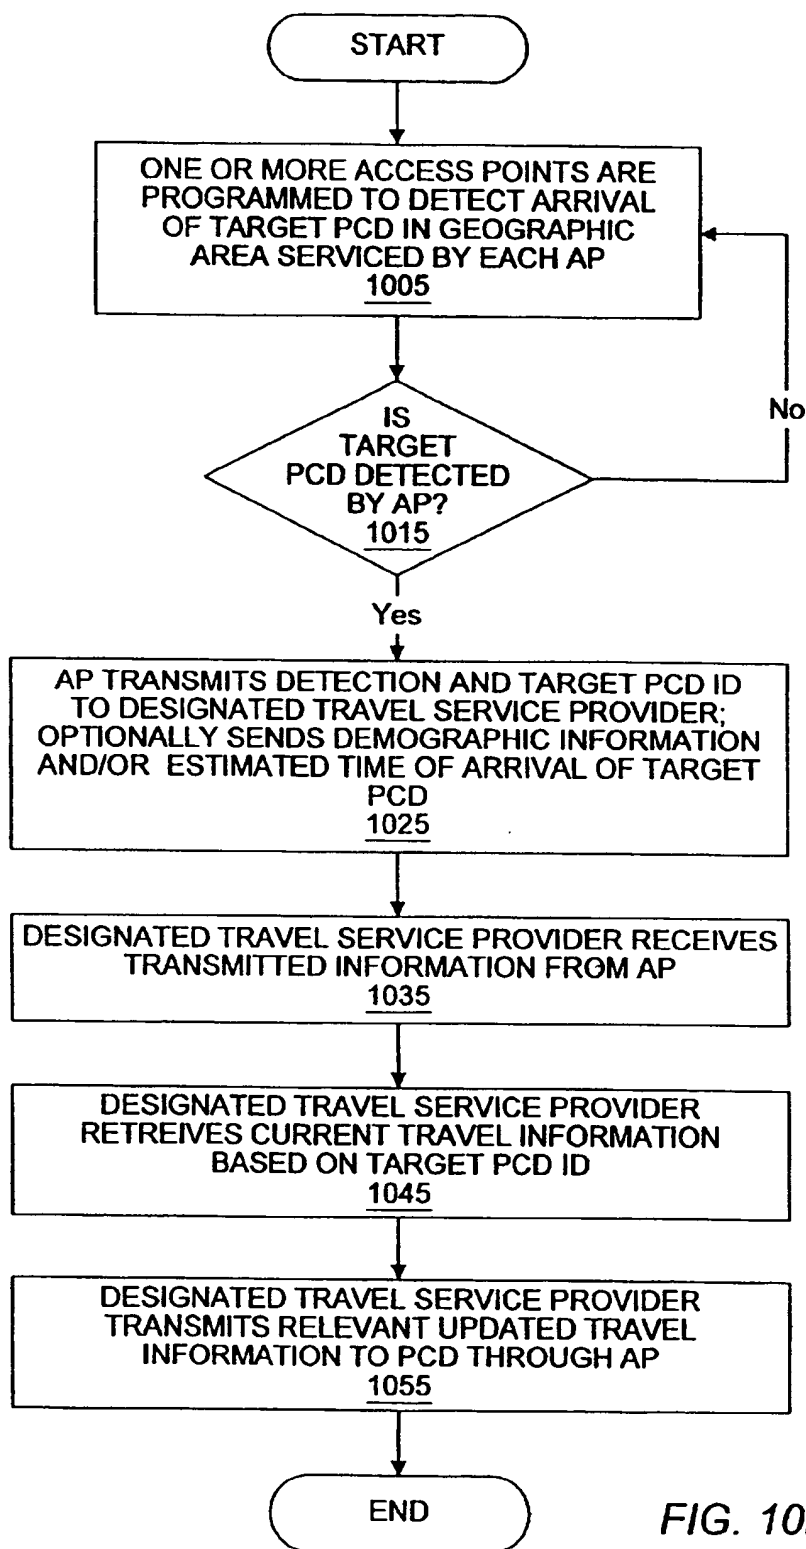 START
ONE OR MORE ACCESS POINTS ARE
PROGRAMMED TO DETECT ARRIVAL
OF TARGET PCD IN GEOGRAPHIC
AREA SERVICED BY EACH AP
1005
IS
TARGET
PCD DETECTED
BY AP?
1015
No
Yes
AP TRANSMITS DETECTION AND TARGET PCD ID
TO DESIGNATED TRAVEL SERVICE PROVIDER;
OPTIONALLY SENDS DEMOGRAPHIC INFORMATION
AND/OR ESTIMATED TIME OF ARRIVAL OF TARGET
PCD
1025
DESIGNATED TRAVEL SERVICE PROVIDER RECEIVES
TRANSMITTED INFORMATION FROM AP
1035
DESIGNATED TRAVEL SERVICE PROVIDER
RETREIVES CURRENT TRAVEL INFORMATION
BASED ON TARGET PCD ID
1045
DESIGNATED TRAVEL SERVICE PROVIDER
TRANSMITS RELEVANT UPDATED TRAVEL
INFORMATION TO PCD THROUGH AP
1055
END
FIG. 10